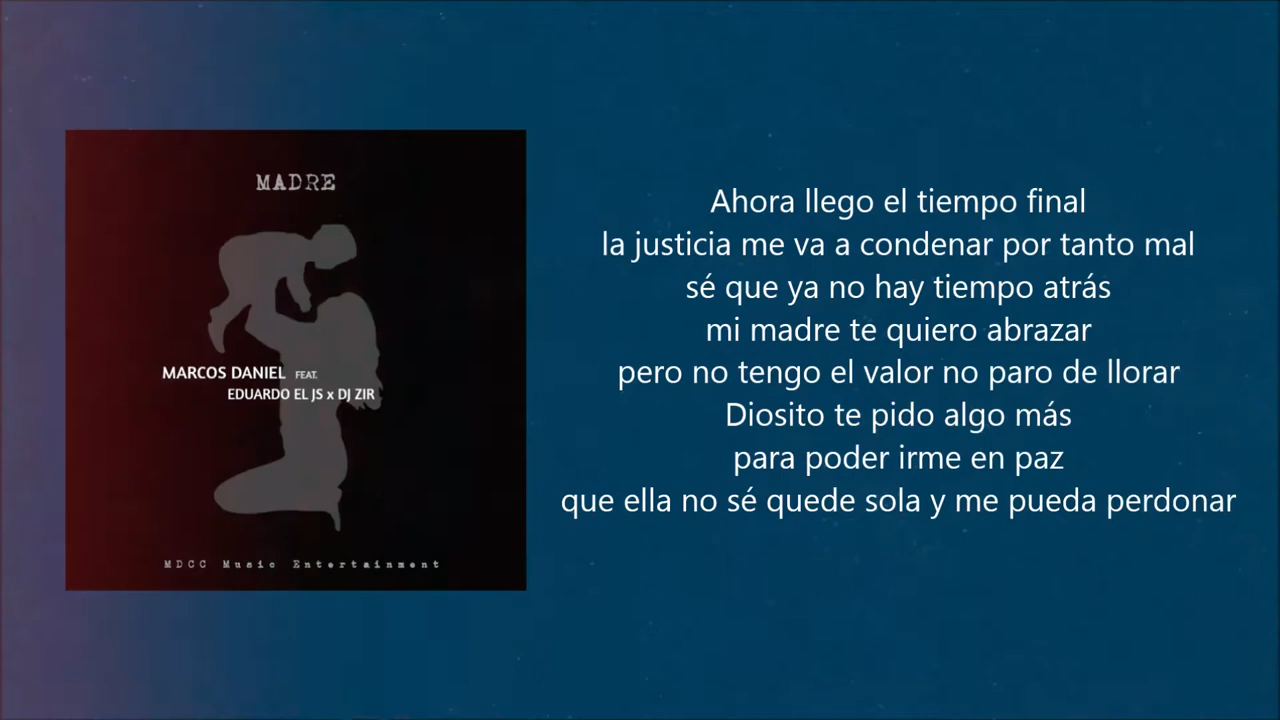 MADRE
MARCOS DANIEL FEAT.
EDUARDO EL JS x DJ ZIR
MDCC Music Entertainment
Ahora llego el tiempo final
la justicia me va a condenar por tanto mal
sé que ya no hay tiempo atrás
mi madre te quiero abrazar
pero no tengo el valor no paro de llorar
Diosito te pido algo más
para poder irme en paz
que ella no sé quede sola y me pueda perdonar